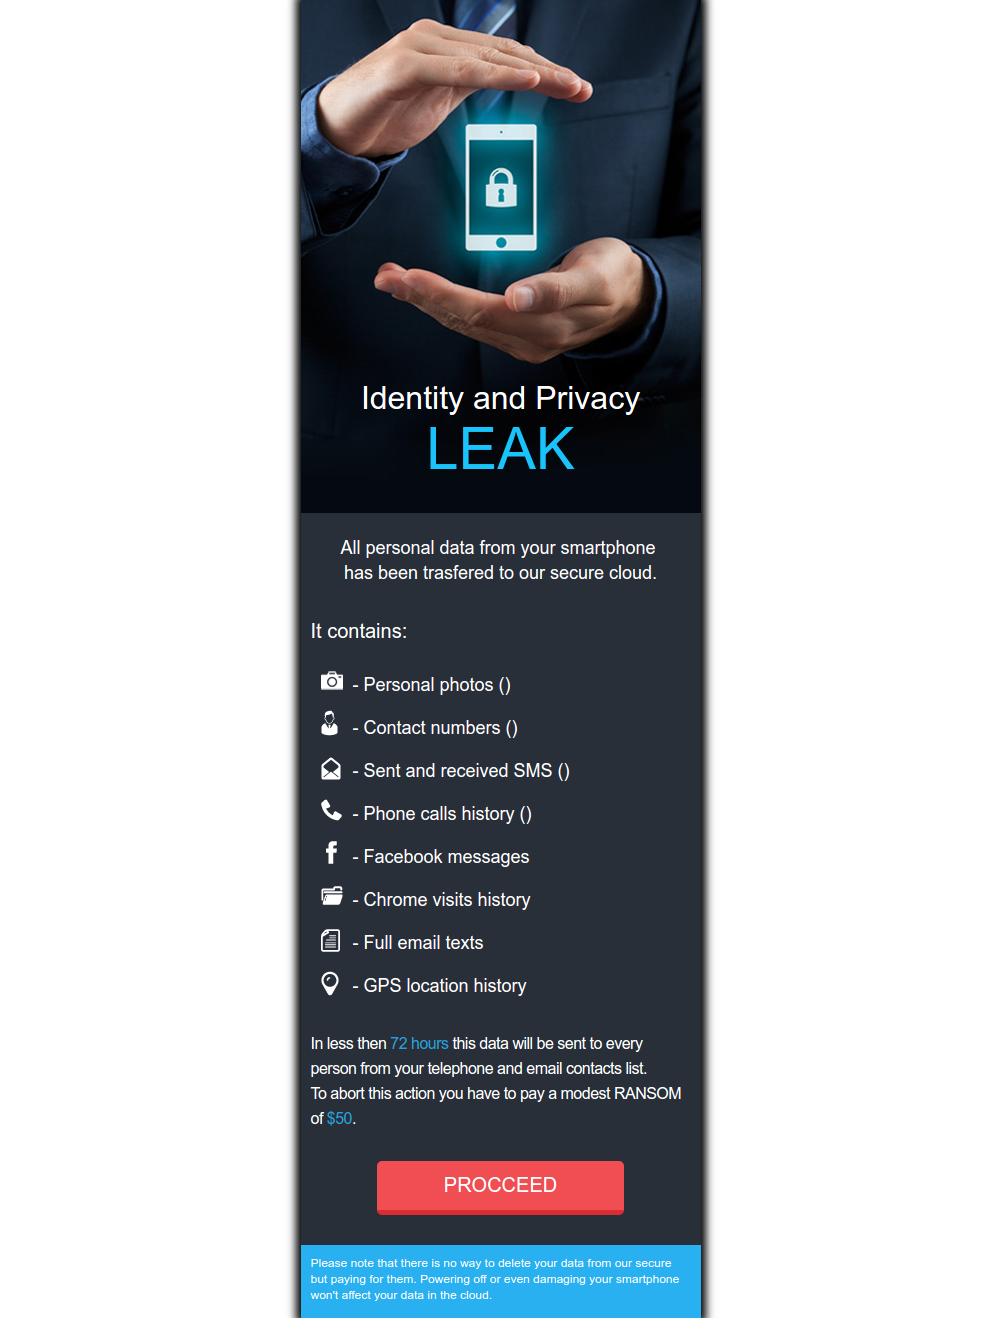 Identity and Privacy
LEAK
All personal data from your smartphone
has been trasfered to our secure cloud.
It contains:
- Personal photos ()
- Contact numbers ()
- Sent and received SMS ()
- Phone calls history ()
- Facebook messages
- Chrome visits history
- Full email texts
- GPS location history
In less then 72 hours this data will be sent to every
person from your telephone and email contacts list.
To abort this action you have to pay a modest RANSOM
of $50.
PROCCEED
Please note that there is no way to delete your data from our secure
but paying for them. Powering off or even damaging your smartphone
won't affect your data in the cloud.